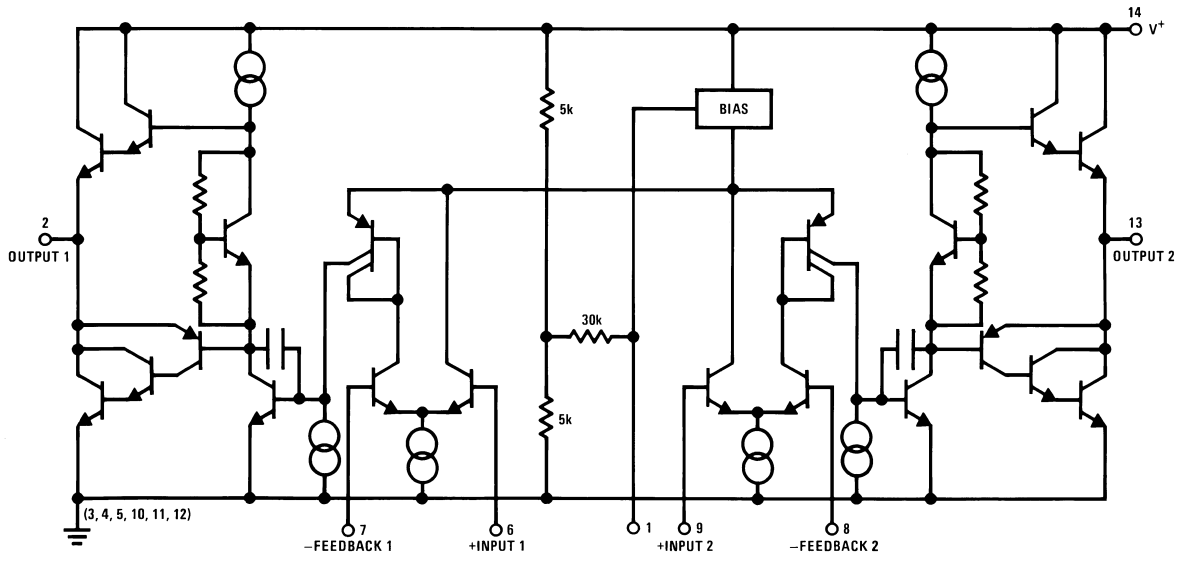 14
V+
5k
BIAS
2
OUTPUT 1
13
OUTPUT 2
30k
5k
(3, 4, 5, 10, 11, 12)
7
–FEEDBACK 1
6
+INPUT 1
1
9
+INPUT 2
8
–FEEDBACK 2